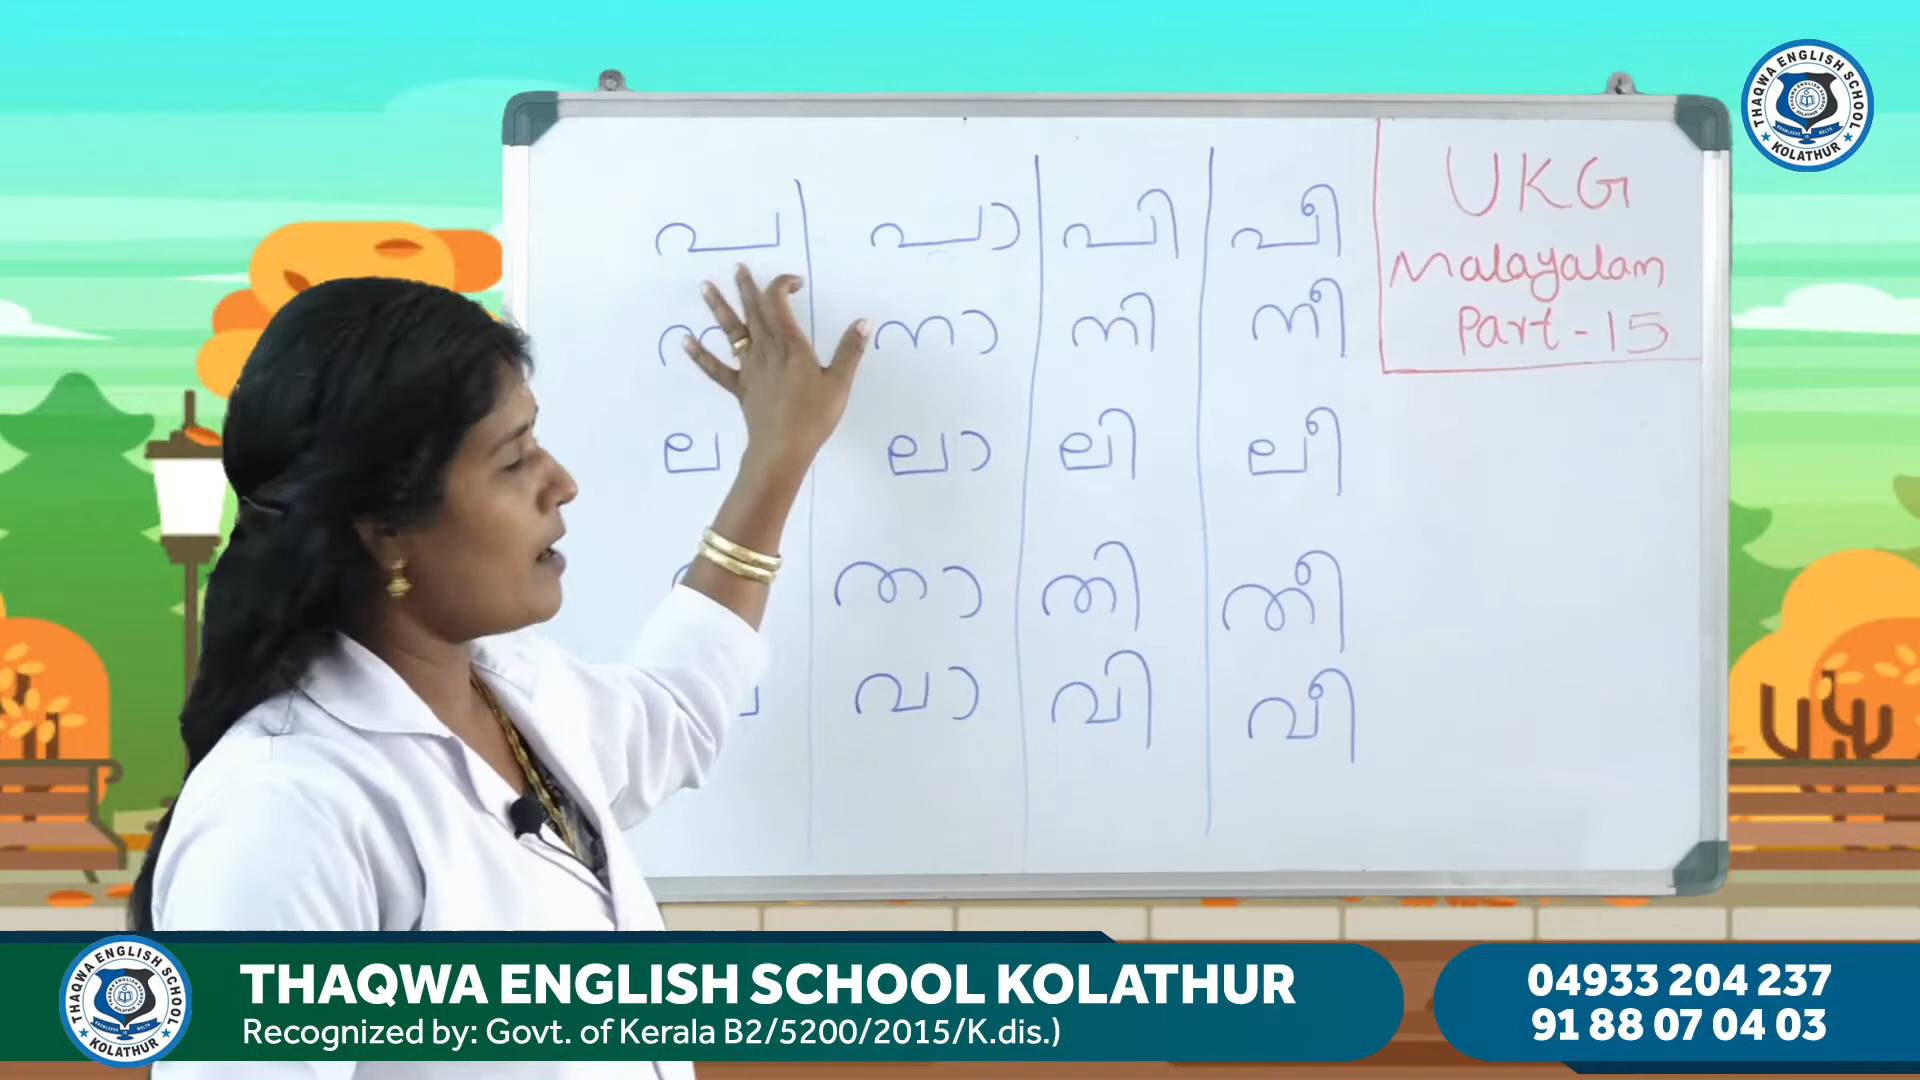 THAQWA ENGLISH SCHOOL
KOLATHUR
UKG
Malayalam
Part - 15
പ പാ പി പീ
ന നാ നി നീ
ല ലാ ലി ലീ
താ തി തീ
വാ വി വീ
THAQWA ENGLISH SCHOOL
KOLATHUR
THAQWA ENGLISH SCHOOL KOLATHUR
Recognized by: Govt. of Kerala B2/5200/2015/K.dis.)
04933 204 237
91 88 07 04 03